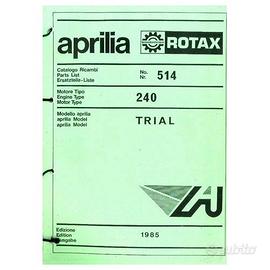 aprilia ROTAX
Catalogo Ricambi
Parts List
Ersatzteile-Liste
No.
Nr.
514
Motore Tipo
Engine Type
Motor Type
240
Modello aprilia
aprilia Model
aprilia Model
TRIAL
Edizione
Edition
Ausgabe
1985
subito